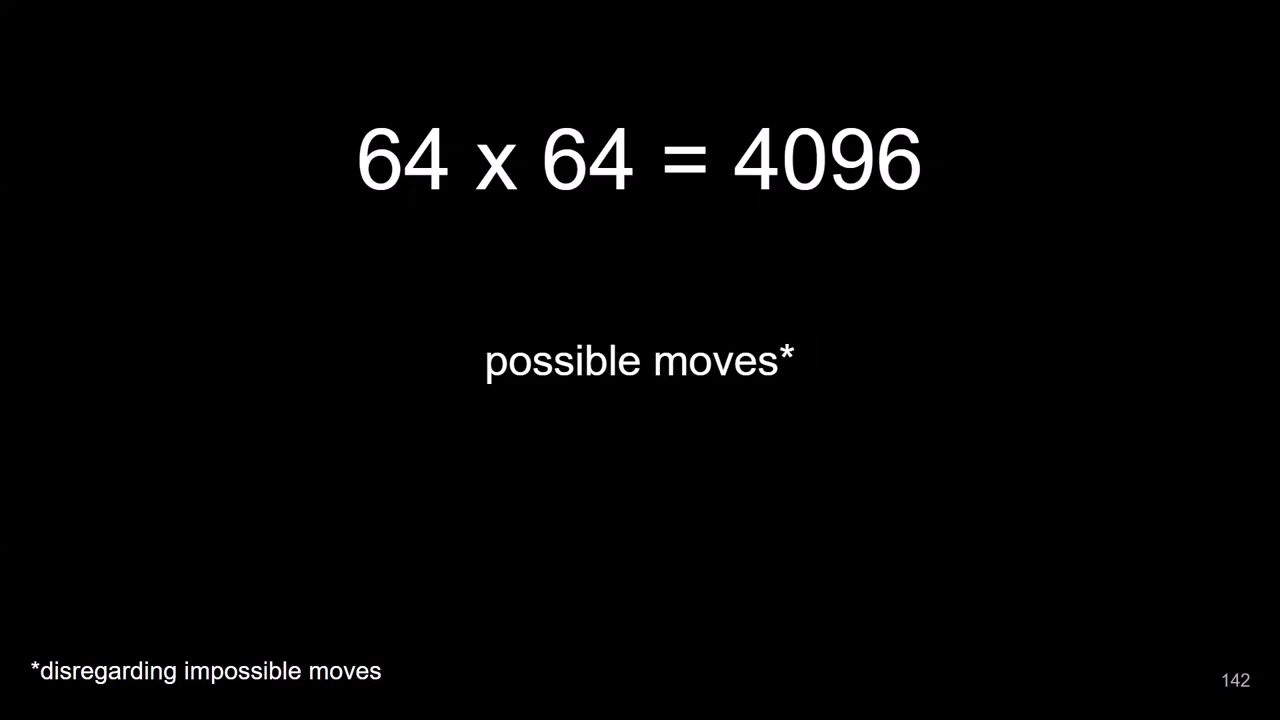 64 x 64 = 4096
possible moves*
*disregarding impossible moves
142